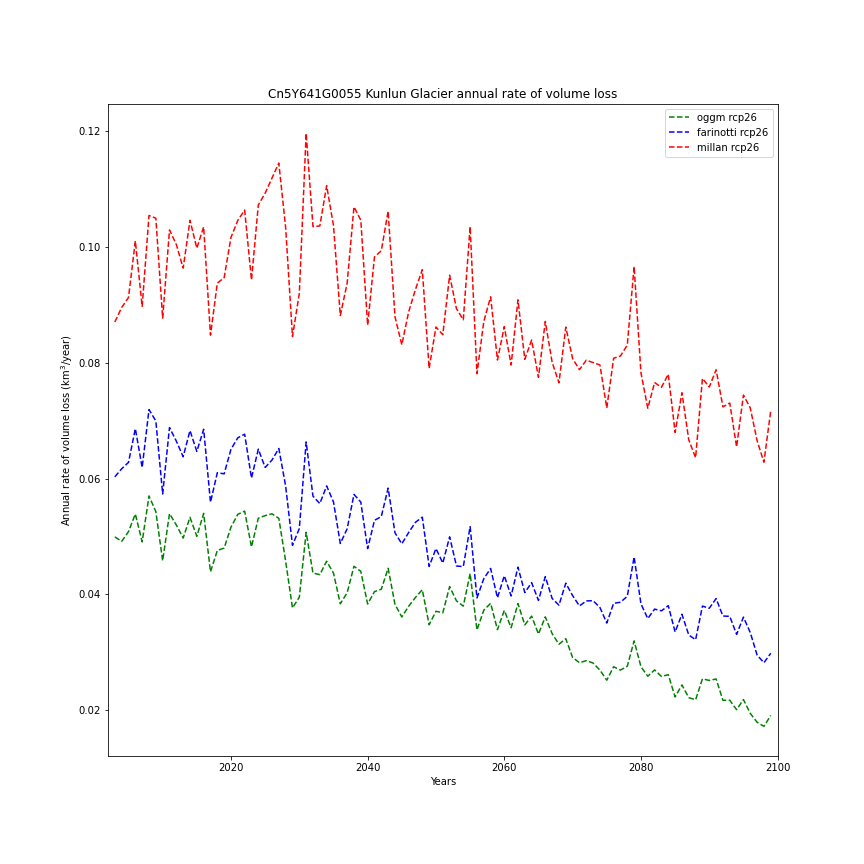 Cn5Y641G0055 Kunlun Glacier annual rate of volume loss
oggm rcp26
farinotti rcp26
millan rcp26
Annual rate of volume loss (km³/year)
0.12
0.10
0.08
0.06
0.04
0.02
2020 2040 2060 2080 2100
Years